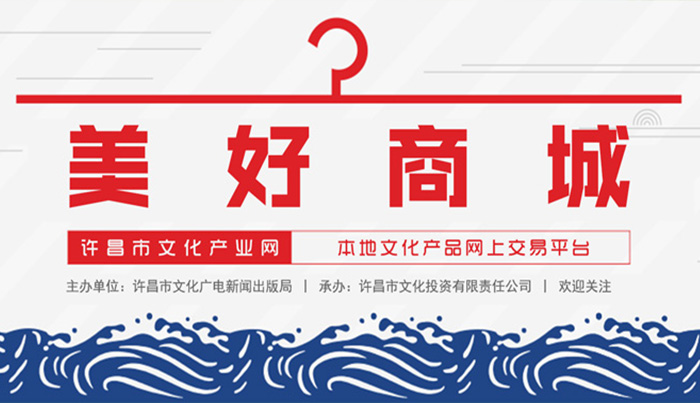 美好商城
许昌市文化产业网 本地文化产品网上交易平台
主办单位：许昌市文化广电新闻出版局 | 承办：许昌市文化投资有限责任公司 | 欢迎关注